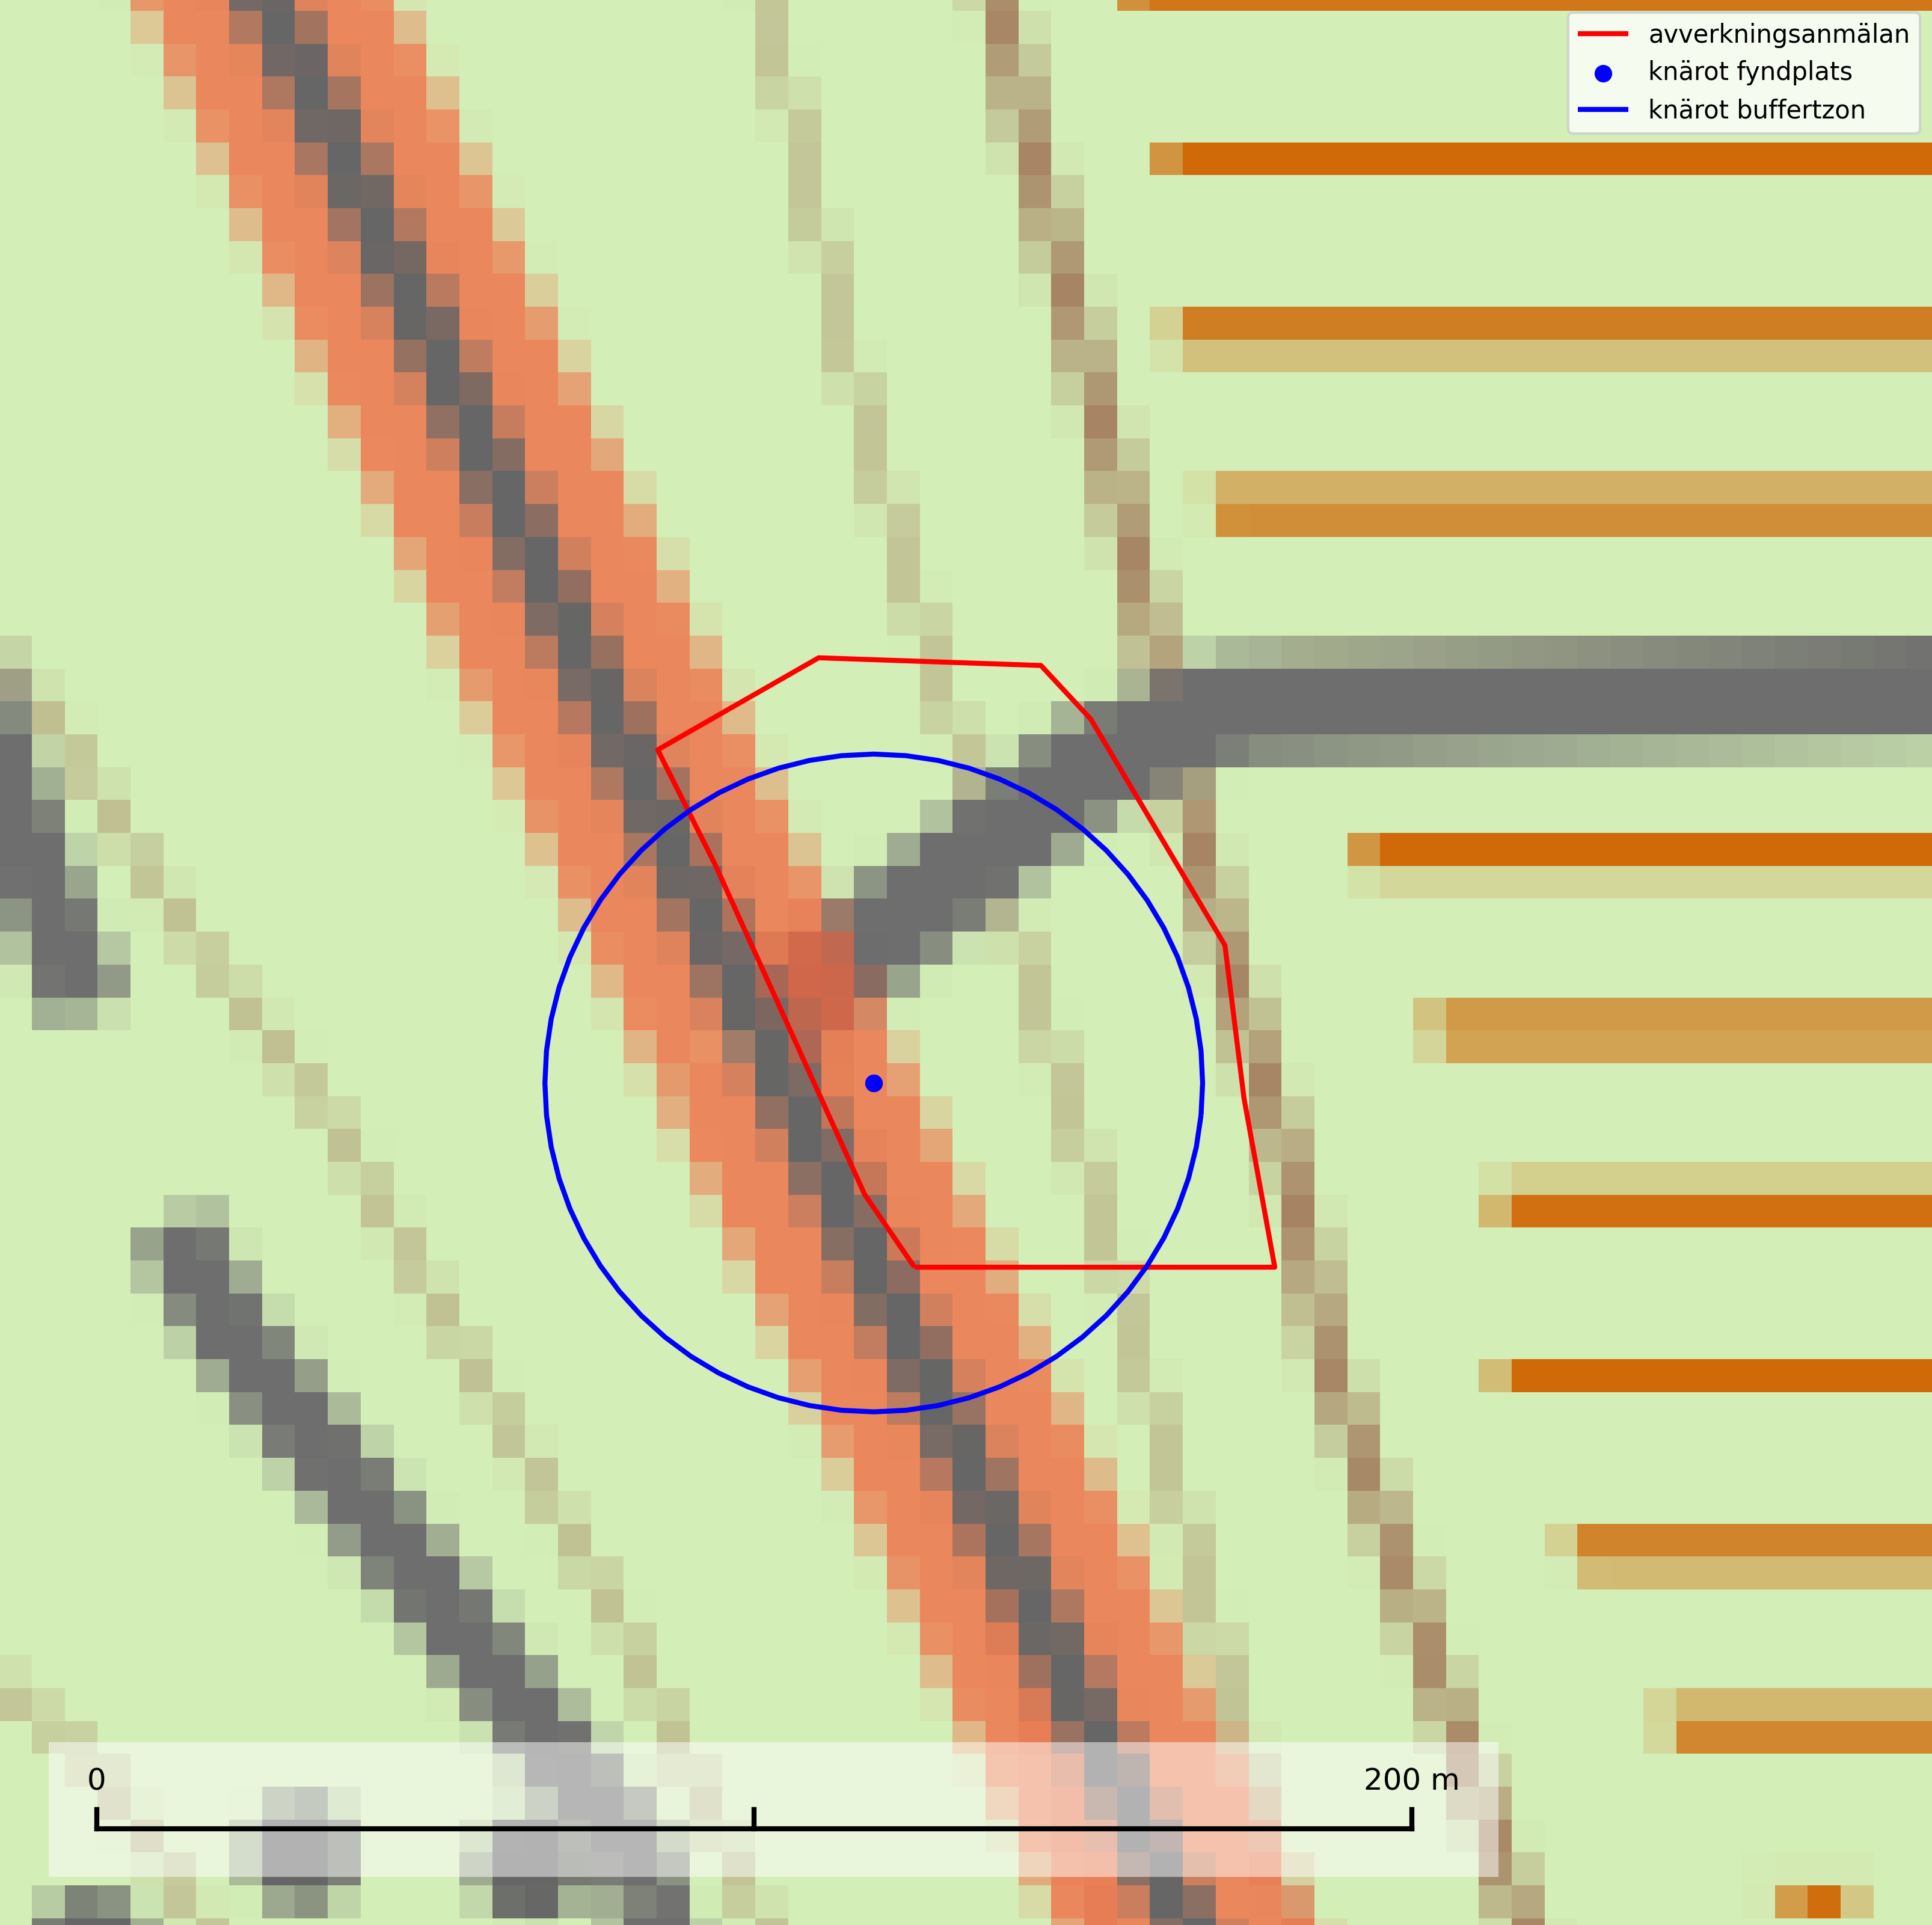 avverkningsanmälan
knärot fyndplats
knärot buffertzon
0 200 m